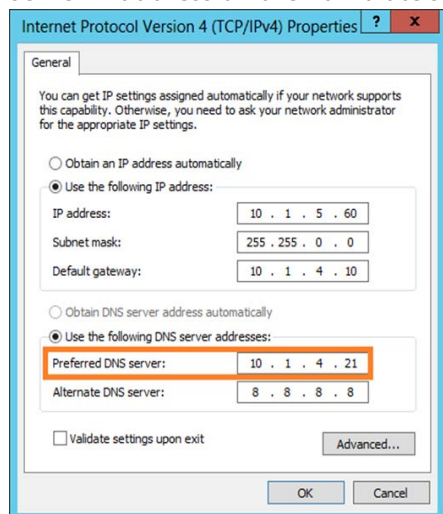 Internet Protocol Version 4 (TCP/IPv4) Properties ? x
General
You can get IP settings assigned automatically if your network supports
this capability. Otherwise, you need to ask your network administrator
for the appropriate IP settings.
Obtain an IP address automatically
Use the following IP address:
IP address: 10 . 1 . 5 . 60
Subnet mask: 255 . 255 . 0 . 0
Default gateway: 10 . 1 . 4 . 10
Obtain DNS server address automatically
Use the following DNS server addresses:
Preferred DNS server: 10 . 1 . 4 . 21
Alternate DNS server: 8 . 8 . 8 . 8
Validate settings upon exit
Advanced...
OK Cancel